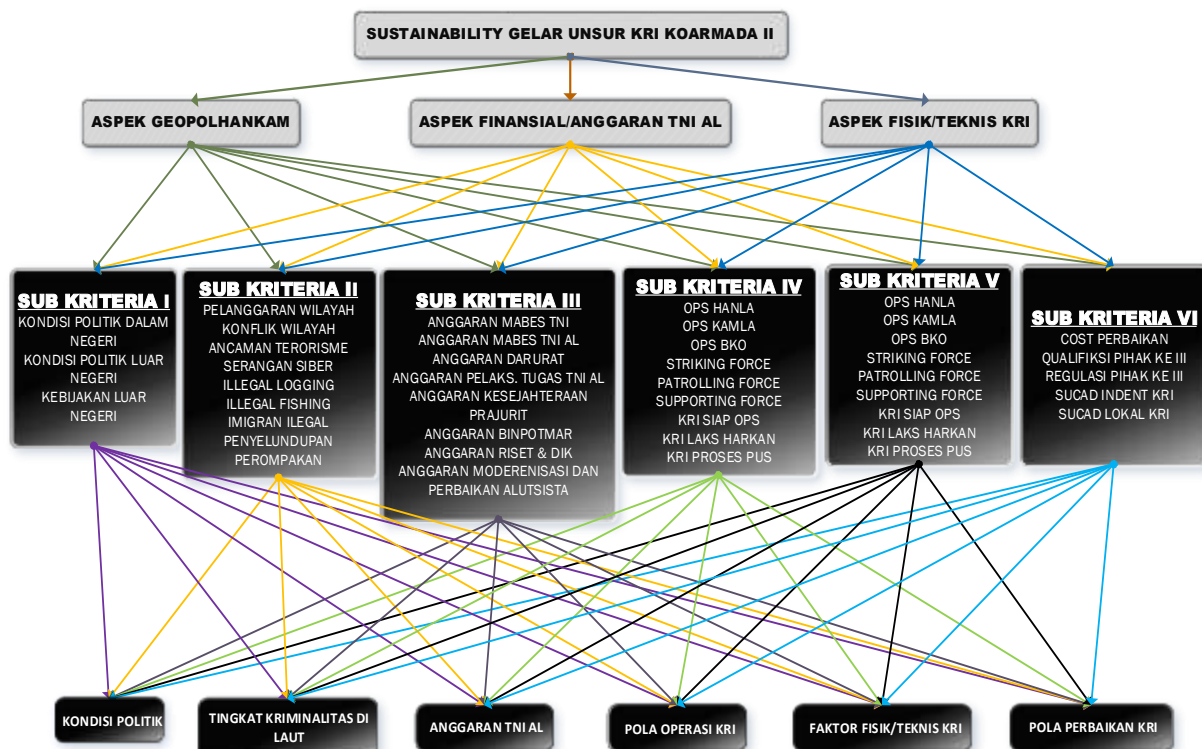 SUSTAINABILITY GELAR UNSUR KRI KOARMADA II
ASPEK GEOPOLHANKAM
ASPEK FINANSIAL/ANGGARAN TNI AL
ASPEK FISIK/TEKNIS KRI
SUB KRITERIA I
KONDISI POLITIK DALAM
NEGERI
KONDISI POLITIK LUAR
NEGERI
KEBIJAKAN LUAR
NEGERI
SUB KRITERIA II
PELANGGARAN WILAYAH
KONFLIK WILAYAH
ANCAMAN TERORISME
SERANGAN SIBER
ILLEGAL LOGGING
ILLEGAL FISHING
IMIGRAN ILEGAL
PENYELUNDUPAN
PEROMPAKAN
SUB KRITERIA III
ANGGARAN MABES TNI
ANGGARAN MABES TNI AL
ANGGARAN DARURAT
ANGGARAN PELAKS. TUGAS TNI AL
ANGGARAN KESEJAHTERAAN
PRAJURIT
ANGGARAN BINPOTMAR
ANGGARAN RISET & DIK
ANGGARAN MODERENISASI DAN
PERBAIKAN ALUTSISTA
SUB KRITERIA IV
OPS HANLA
OPS KAMLA
OPS BKO
STRIKING FORCE
PATROLLING FORCE
SUPPORTING FORCE
KRI SIAP OPS
KRI LAKS HARKAN
KRI PROSES PUS
SUB KRITERIA V
OPS HANLA
OPS KAMLA
OPS BKO
STRIKING FORCE
PATROLLING FORCE
SUPPORTING FORCE
KRI SIAP OPS
KRI LAKS HARKAN
KRI PROSES PUS
SUB KRITERIA VI
COST PERBAIKAN
QUALIFIKSI PIHAK KE III
REGULASI PIHAK KE III
SUCAD INDENT KRI
SUCAD LOKAL KRI
KONDISI POLITIK
TINGKAT KRIMINALITAS DI
LAUT
ANGGARAN TNI AL
POLA OPERASI KRI
FAKTOR FISIK/TEKNIS KRI
POLA PERBAIKAN KRI